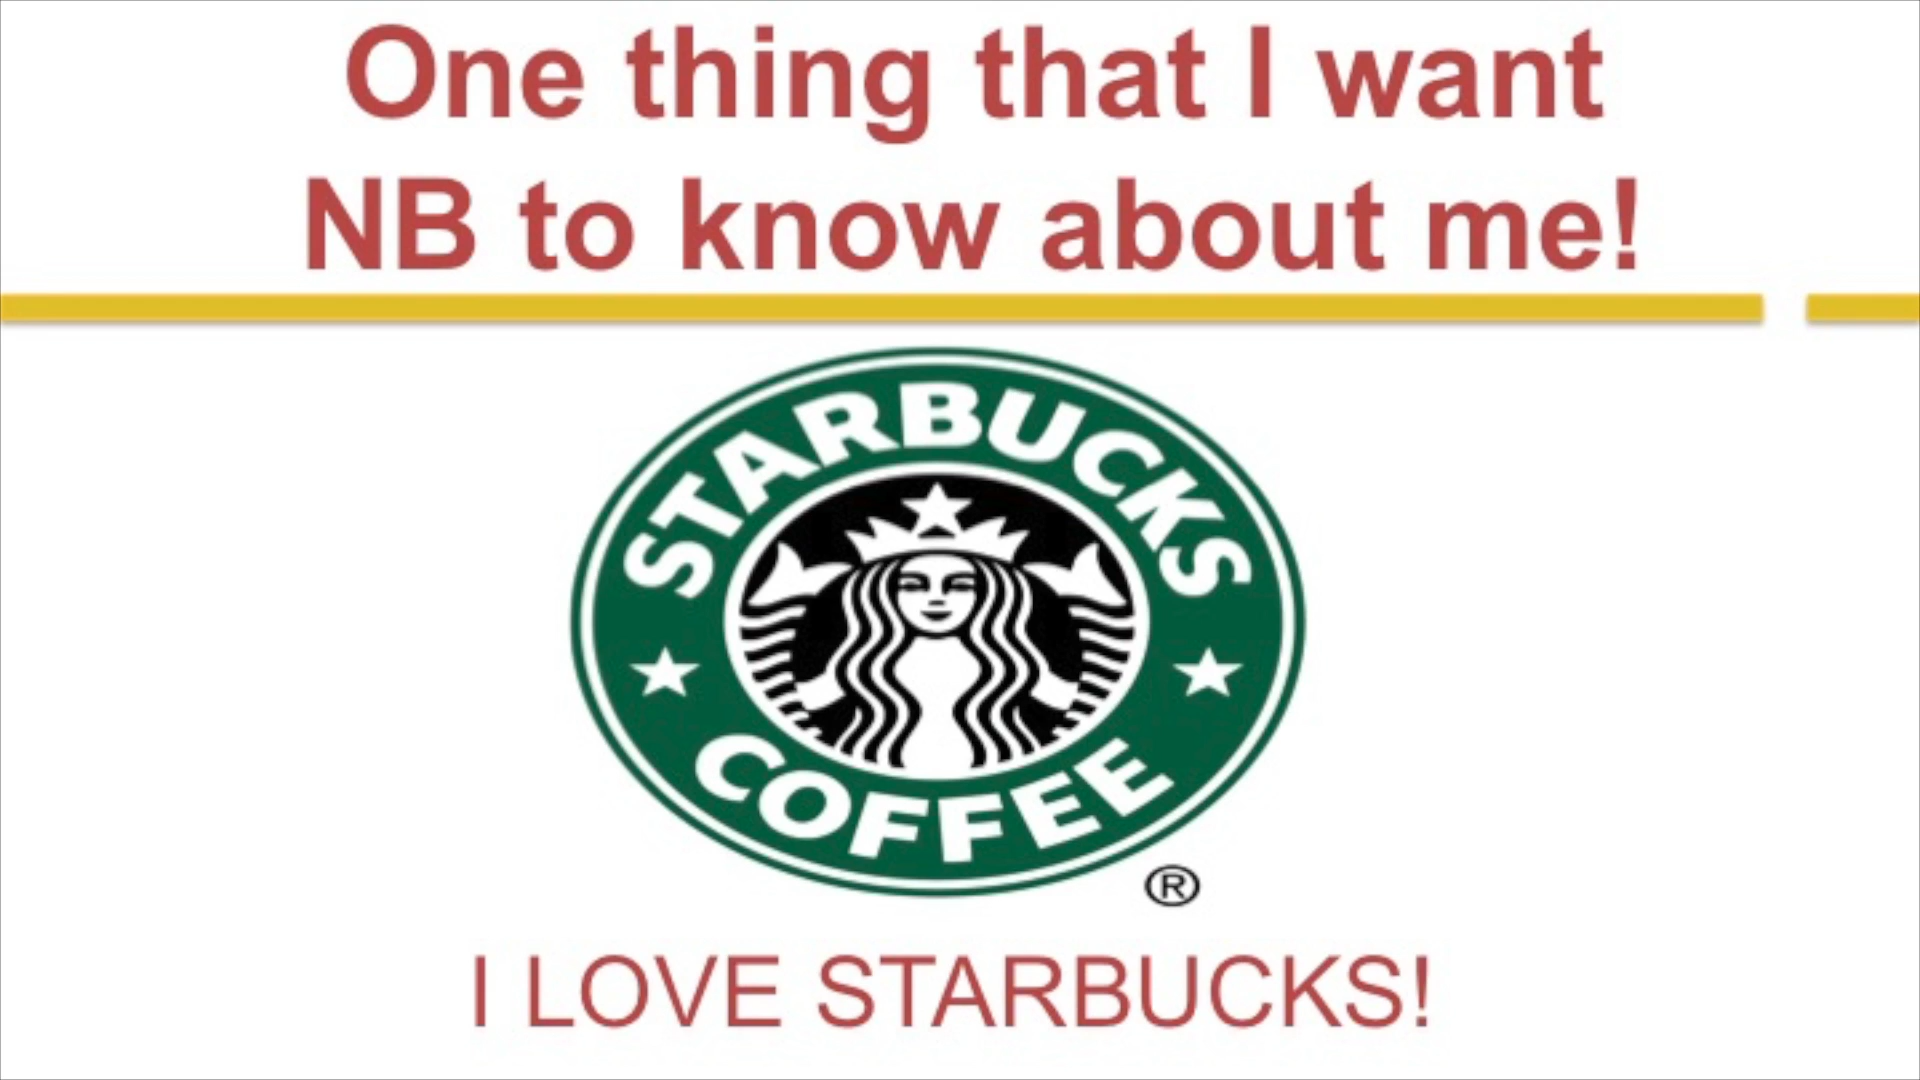 One thing that I want
NB to know about me!
STARBUCKS
COFFEE
®
I LOVE STARBUCKS!